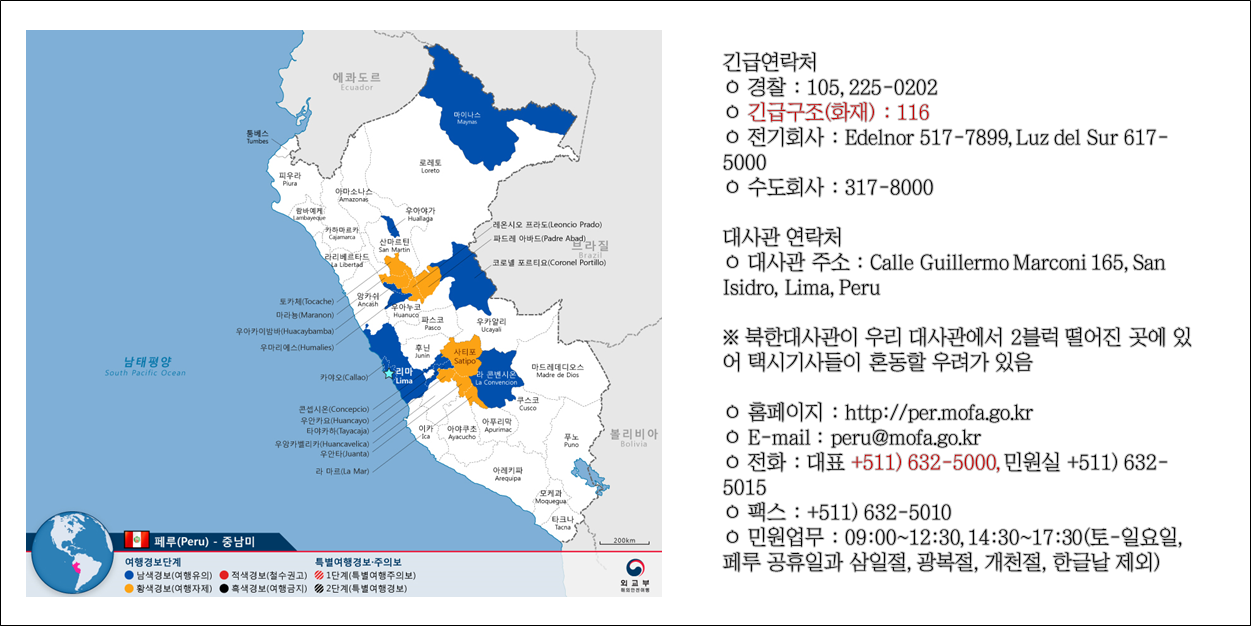 에콰도르
Ecuador
마이나스
Maynas
툼베스
Tumbes
로레토
Loreto
피우라
Piura
아마소나스
Amazonas
람바예케
Lambayeque
우아야가
Huallaga
카하마르카
Cajamarca
산마르틴
San Martin
레온시오 프라도(Leoncio Prado)
파드레 아바드(Padre Abad)
브라질
Brazil
라리베르타드
La Libertad
코로넬 포르티요(Coronel Portillo)
토카체(Tocache)
앙카쉬
Ancash
우아누코
Huanuco
마라뇽(Maranon)
파스코
Pasco
우카얄리
Ucayali
우아카이밤바(Huacaybamba)
우마리에스(Humalies)
후닌
Junin
사티포
Satipo
남태평양
South Pacific Ocean
카야오(Callao)
리마
Lima
라 콘벤시온
La Convencion
마드레데디오스
Madre de Dios
콘셉시온(Concepcio)
우안카요(Huancayo)
타야카하(Tayacaja)
우앙카벨리카(Huancavelica)
우안타(Juanta)
라 마르(La Mar)
쿠스코
Cusco
이카
Ica
아야쿠초
Ayacucho
아푸리막
Apurimac
푸노
Puno
볼리비아
Bolivia
아레키파
Arequipa
모케과
Moquegua
타크나
Tacna
200km
페루(Peru) - 중남미
여행경보단계
남색경보(여행유의)
적색경보(철수권고)
황색경보(여행자제)
흑색경보(여행금지)
특별여행경보·주의보
1단계(특별여행주의보)
2단계(특별여행경보)
외교부
해외안전여행
긴급연락처
ㅇ 경찰 : 105, 225-0202
ㅇ 긴급구조(화재) : 116
ㅇ 전기회사 : Edelnor 517-7899, Luz del Sur 617-
5000
ㅇ 수도회사 : 317-8000
대사관 연락처
ㅇ 대사관 주소 : Calle Guillermo Marconi 165, San
Isidro, Lima, Peru
※ 북한대사관이 우리 대사관에서 2블럭 떨어진 곳에 있
어 택시기사들이 혼동할 우려가 있음
ㅇ 홈페이지 : http://per.mofa.go.kr
ㅇ E-mail : peru@mofa.go.kr
ㅇ 전화 : 대표 +511) 632-5000, 민원실 +511) 632-
5015
ㅇ 팩스 : +511) 632-5010
ㅇ 민원업무 : 09:00~12:30, 14:30~17:30(토-일요일,
페루 공휴일과 삼일절, 광복절, 개천절, 한글날 제외)